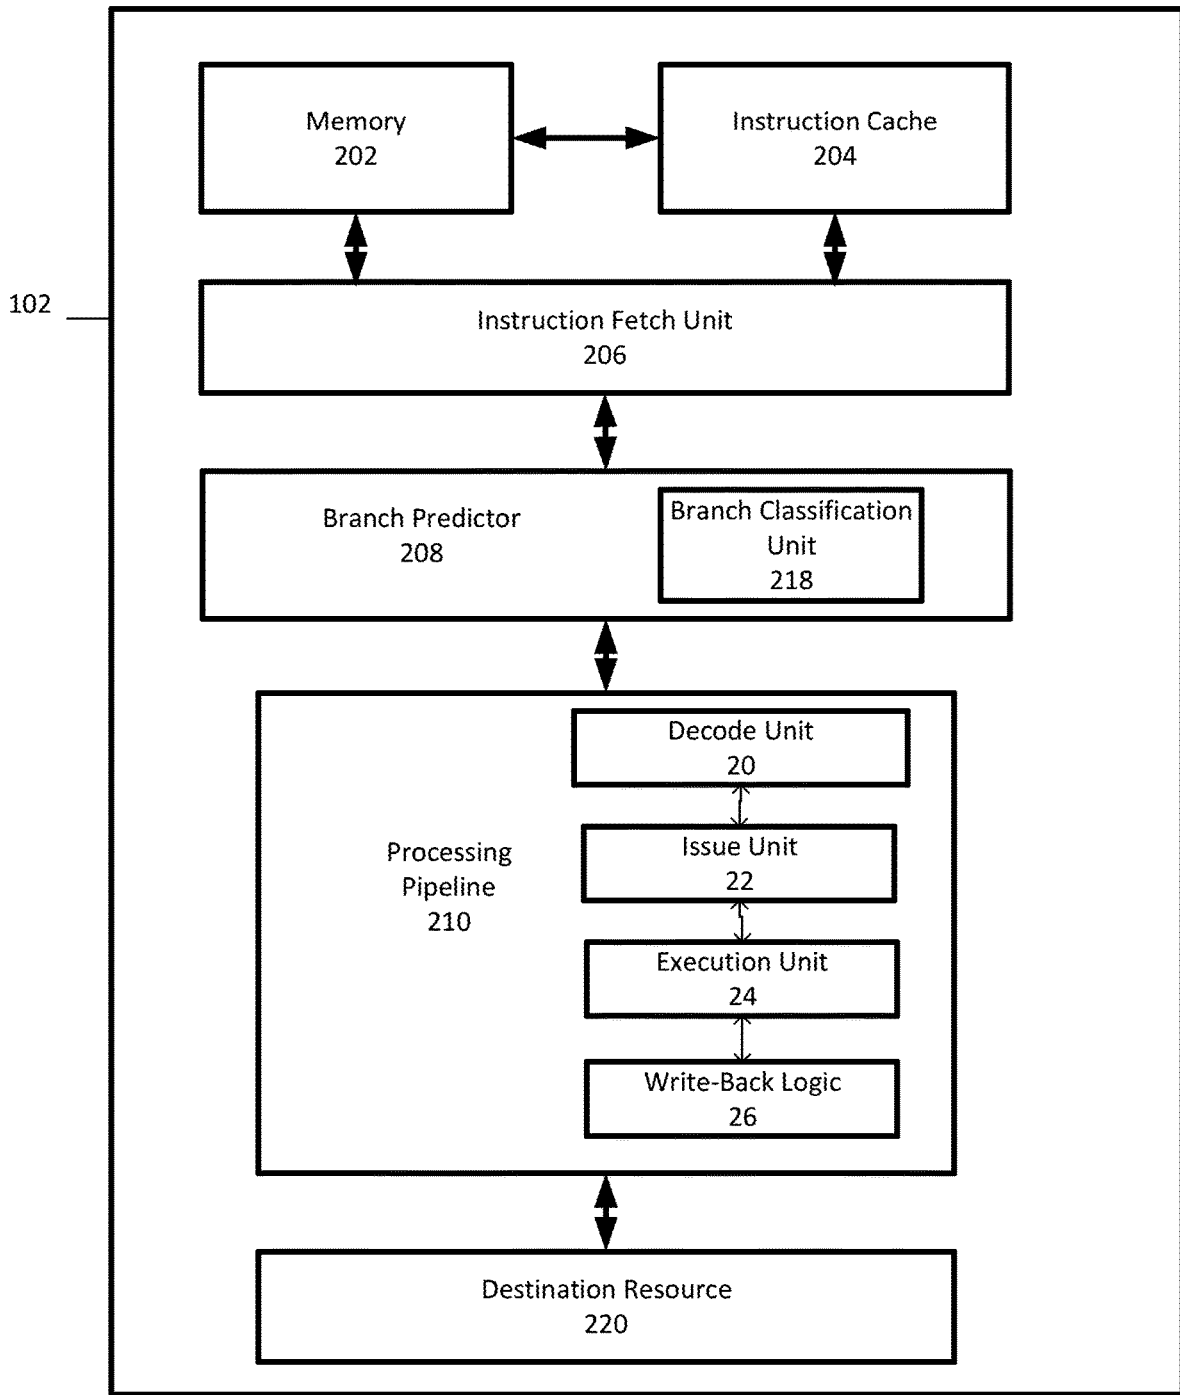 Memory
202
Instruction Cache
204
102
Instruction Fetch Unit
206
Branch Predictor
208
Branch Classification
Unit
218
Processing
Pipeline
210
Decode Unit
20
Issue Unit
22
Execution Unit
24
Write-Back Logic
26
Destination Resource
220